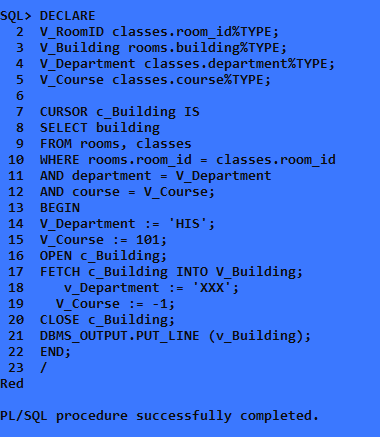 SQL> DECLARE
  2  V_RoomID classes.room_id%TYPE;
  3  V_Building rooms.building%TYPE;
  4  V_Department classes.department%TYPE;
  5  V_Course classes.course%TYPE;
  6
  7  CURSOR c_Building IS
  8  SELECT building
  9  FROM rooms, classes
 10  WHERE rooms.room_id = classes.room_id
 11  AND department = V_Department
 12  AND course = V_Course;
 13  BEGIN
 14  V_Department := 'HIS';
 15  V_Course := 101;
 16  OPEN c_Building;
 17  FETCH c_Building INTO V_Building;
 18     v_Department := 'XXX';
 19    V_Course := -1;
 20  CLOSE c_Building;
 21  DBMS_OUTPUT.PUT_LINE (v_Building);
 22  END;
 23  /
Red
PL/SQL procedure successfully completed.